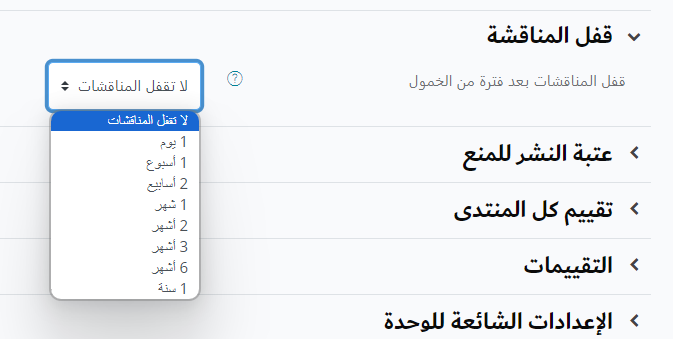 قفل المناقشة
قفل المناقشات بعد فترة من الخمول
لا تقفل المناقشات
لا تقفل المناقشات
1 يوم
1 أسبوع
2 أسابيع
1 شهر
2 أشهر
3 أشهر
6 أشهر
1 سنة
عتبة النشر للمنع
تقييم كل المنتدى
التقييمات
الإعدادات الشائعة للوحدة